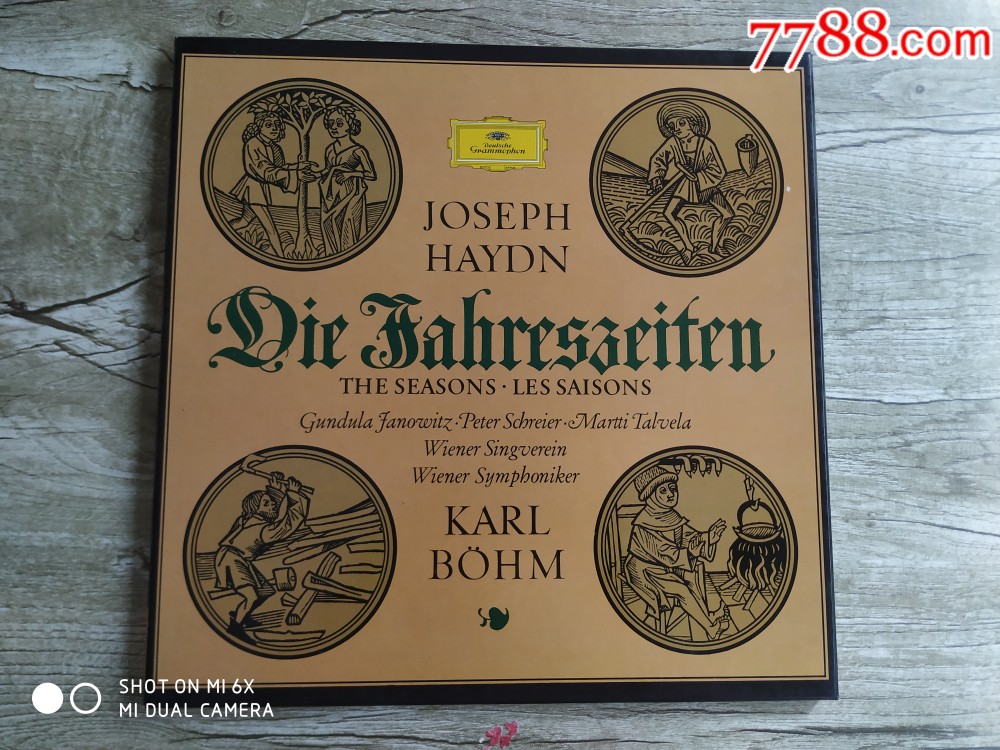 7788.com
Deutsche
Grammophon
JOSEPH
HAYDN
Die Jahreszeiten
THE SEASONS · LES SAISONS
Gundula Janowitz · Peter Schreier · Martti Talvela
Wiener Singverein
Wiener Symphoniker
KARL
BÖHM
SHOT ON MI 6X
MI DUAL CAMERA